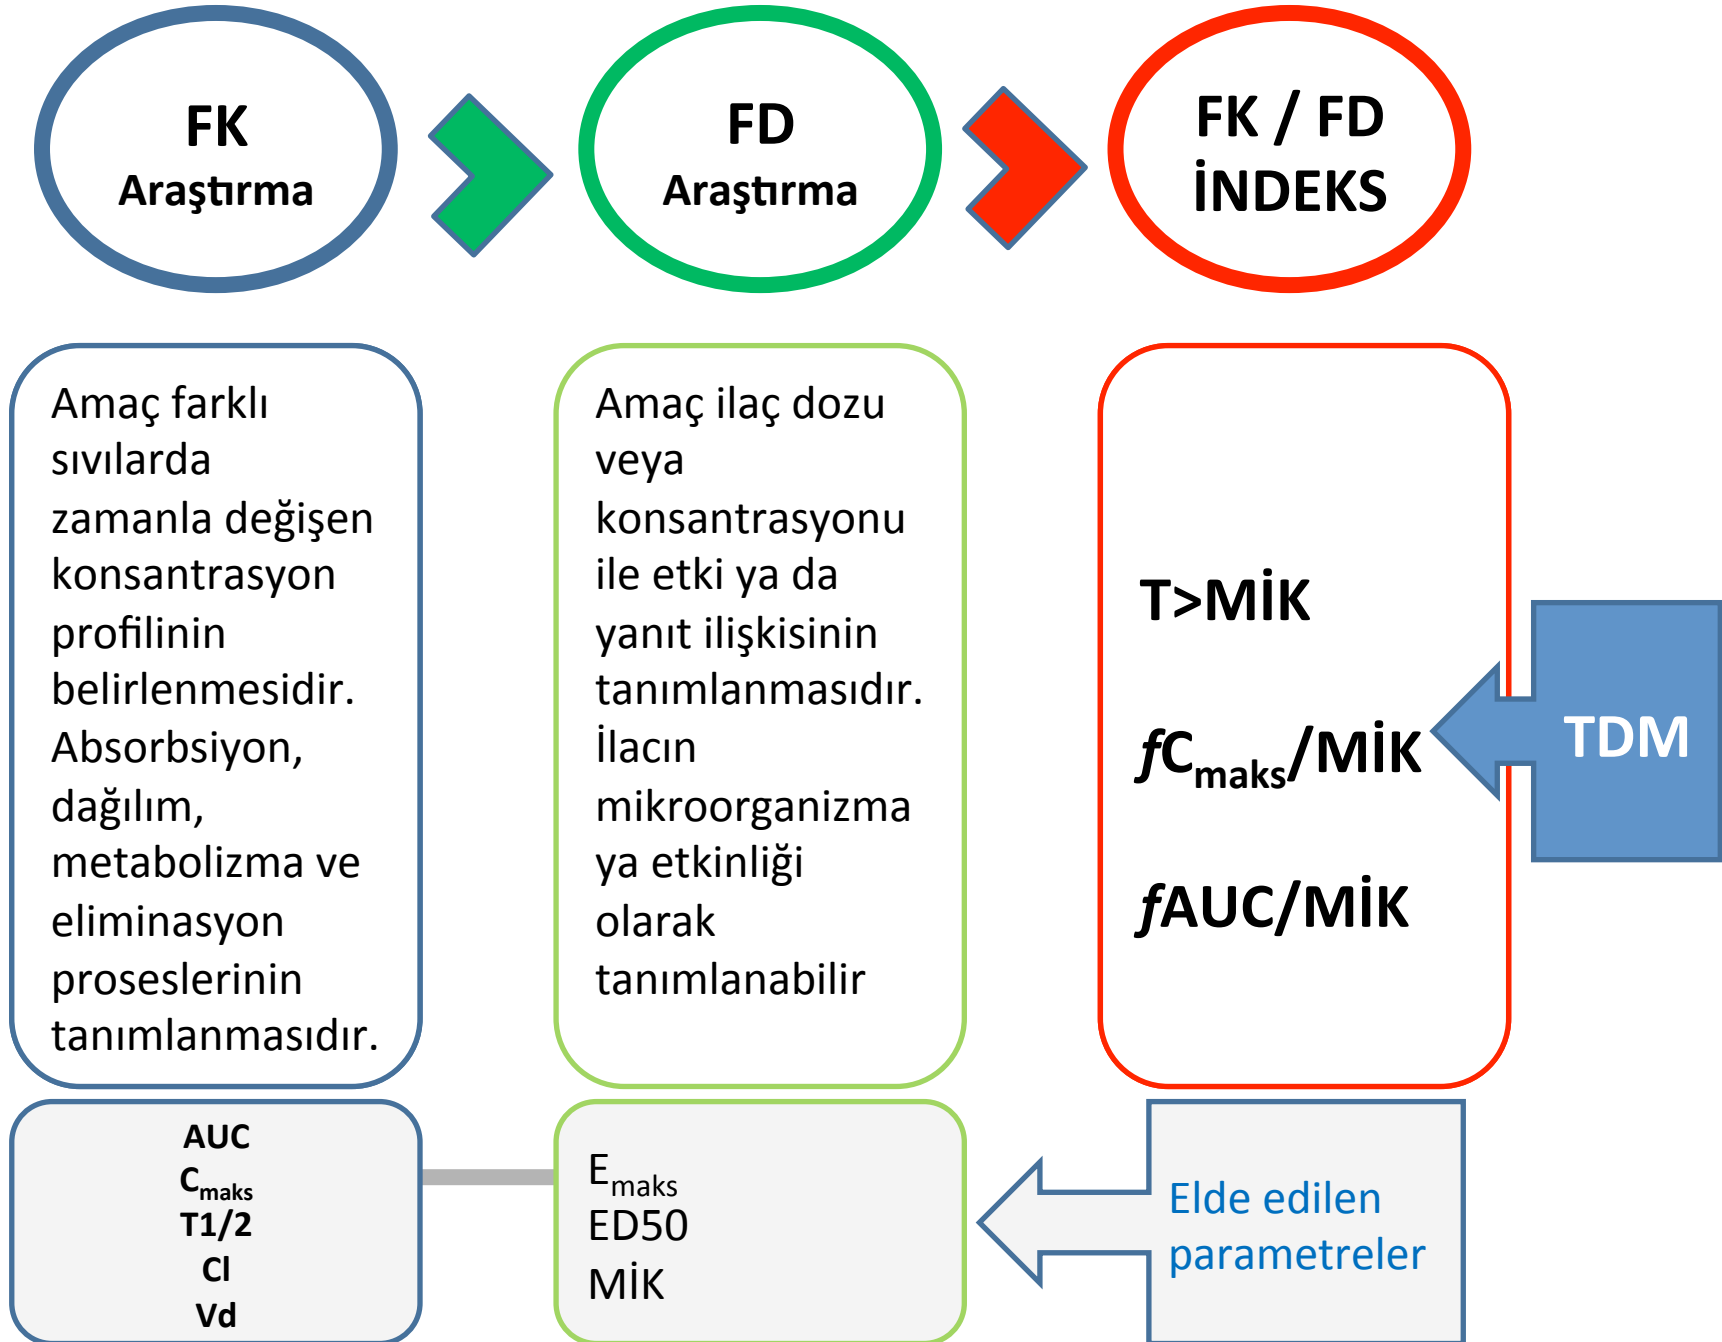 FK
Araştırma
FD
Araştırma
FK / FD
İNDEKS
Amaç farklı
sıvılarda
zamanla değişen
konsantrasyon
profilinin
belirlenmesidir.
Absorbsiyon,
dağılım,
metabolizma ve
eliminasyon
proseslerinin
tanımlanmasıdır.
Amaç ilaç dozu
veya
konsantrasyonu
ile etki ya da
yanıt ilişkisinin
tanımlanmasıdır.
İlacın
mikroorganizma
ya etkinliği
olarak
tanımlanabilir
T>MİK
fCmaks/MİK
fAUC/MİK
TDM
AUC
Cmaks
T1/2
Cl
Vd
Emaks
ED50
MİK
Elde edilen
parametreler